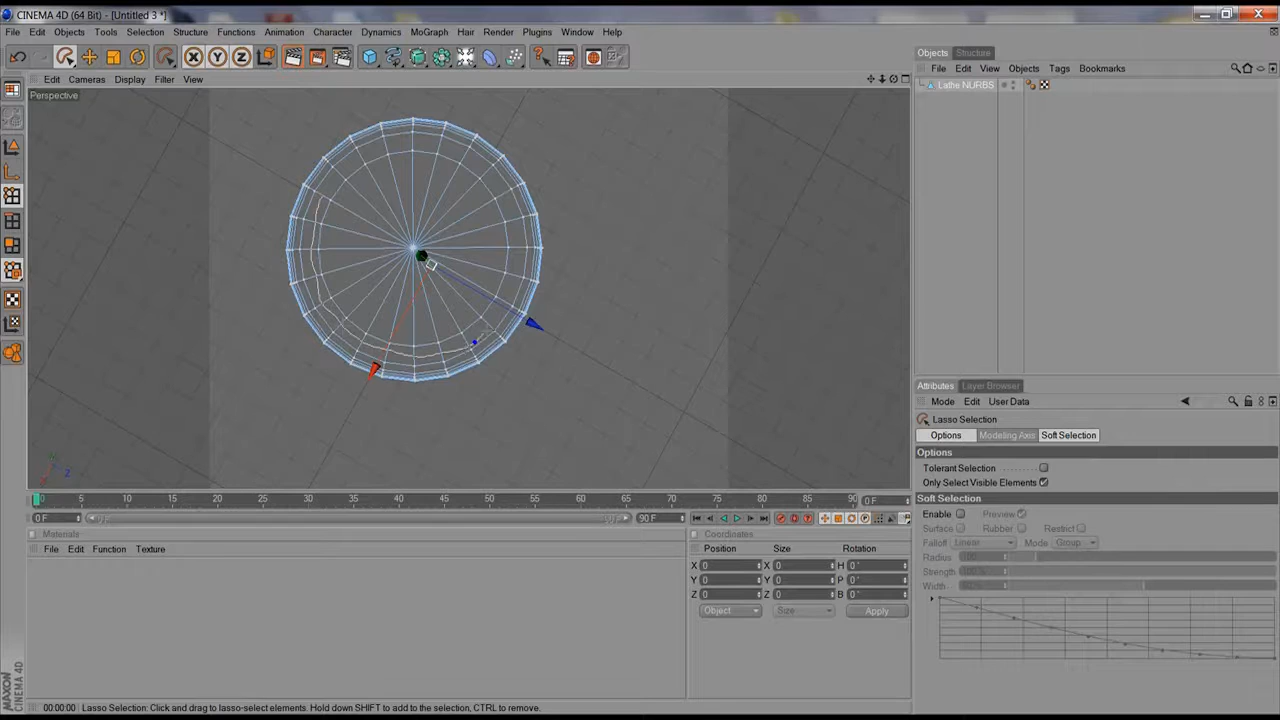 CINEMA 4D (64 Bit) - [Untitled 3 *]
File Edit Objects Tools Selection Structure Functions Animation Character Dynamics MoGraph Hair Render Plugins Window Help
Edit Cameras Display Filter View
Perspective
Objects Structure
File Edit View Objects Tags Bookmarks
Lathe NURBS
Attributes Layer Browser
Mode Edit User Data
Lasso Selection
Options Modeling Axis Soft Selection
Options
Tolerant Selection
Only Select Visible Elements
Soft Selection
Enable Preview
Surface Rubber Restrict
Falloff Linear Mode Group
Radius 100
Strength 100 %
Width
0 5 10 15 20 25 30 35 40 45 50 55 60 65 70 75 80 85 90 0 F
0 F 90 F
Materials
File Edit Function Texture
Coordinates
Position Size Rotation
X 0 X 0 H 0 °
Y 0 Y 0 P 0 °
Z 0 Z 0 B 0 °
Object Size Apply
MAXON
CINEMA 4D
00:00:00 Lasso Selection: Click and drag to lasso-select elements. Hold down SHIFT to add to the selection, CTRL to remove.